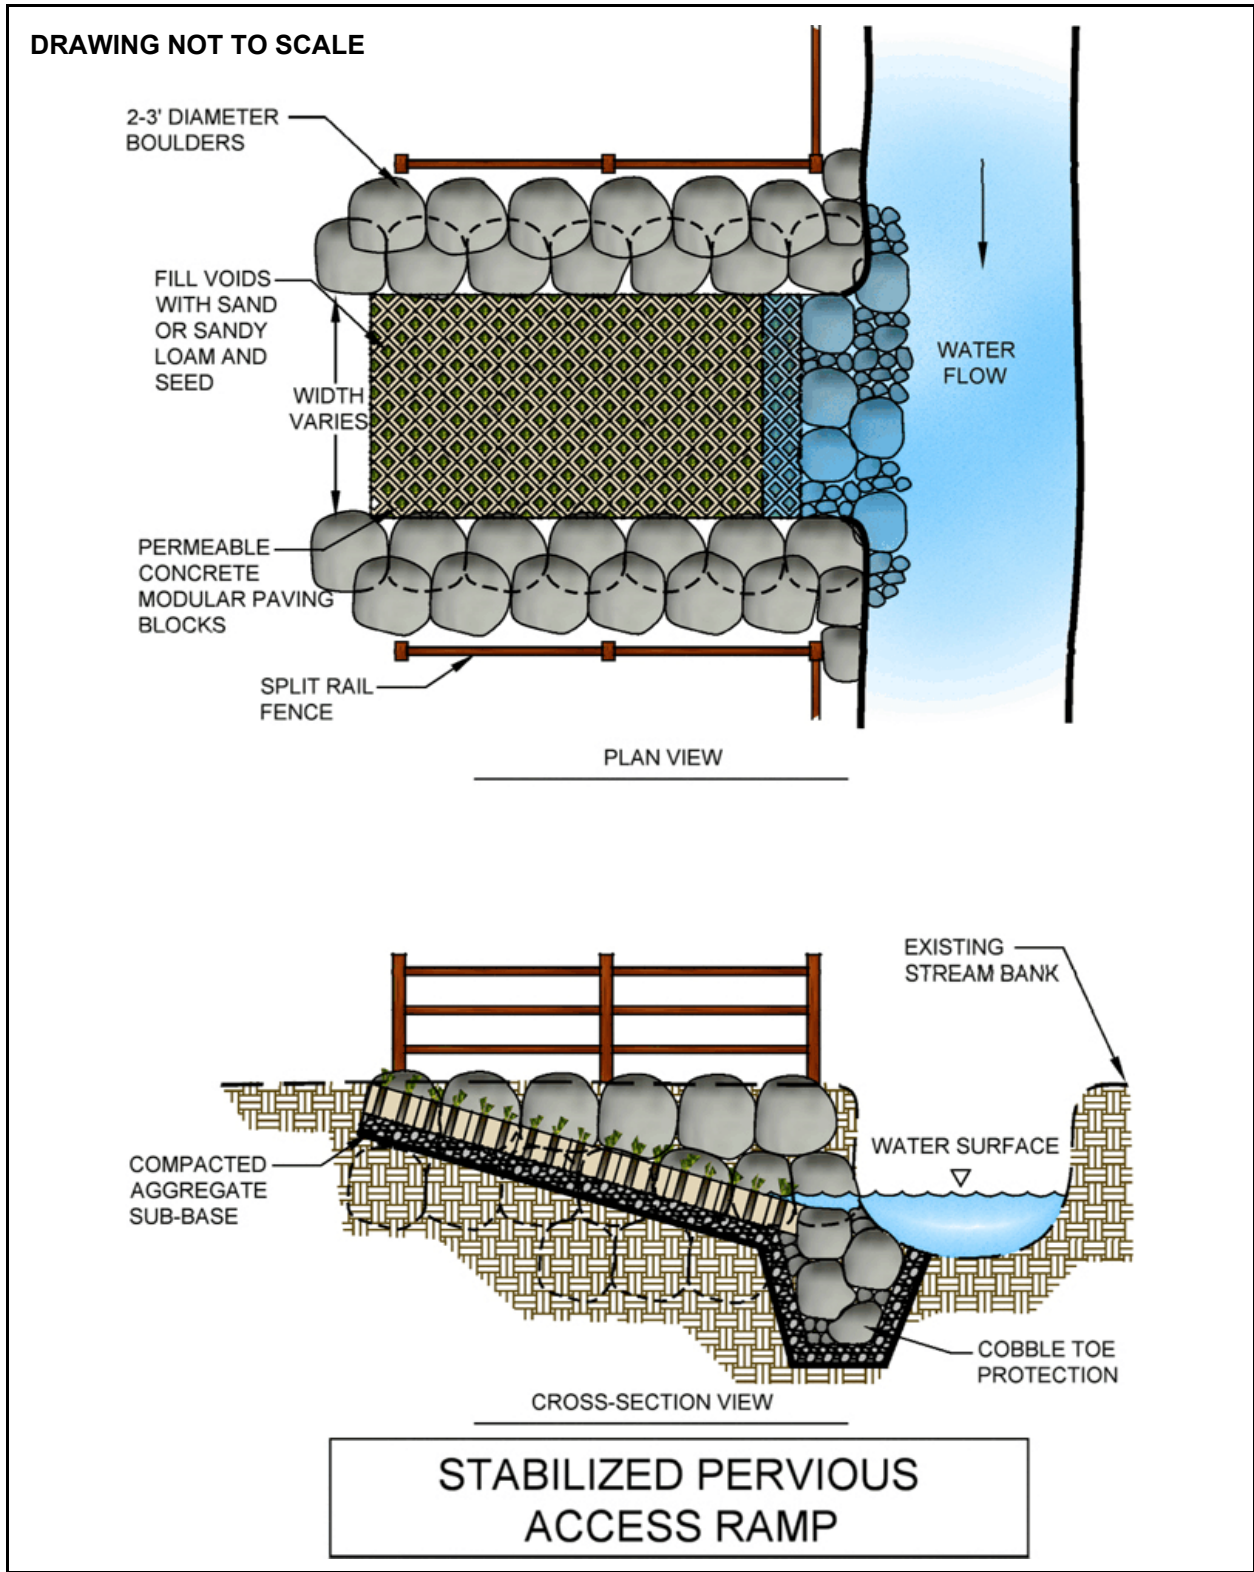 DRAWING NOT TO SCALE
2-3' DIAMETER
BOULDERS
FILL VOIDS
WITH SAND
OR SANDY
LOAM AND
SEED
WIDTH
VARIES
WATER
FLOW
PERMEABLE
CONCRETE
MODULAR PAVING
BLOCKS
SPLIT RAIL
FENCE
PLAN VIEW
EXISTING
STREAM BANK
WATER SURFACE
COMPACTED
AGGREGATE
SUB-BASE
COBBLE TOE
PROTECTION
CROSS-SECTION VIEW
STABILIZED PERVIOUS
ACCESS RAMP